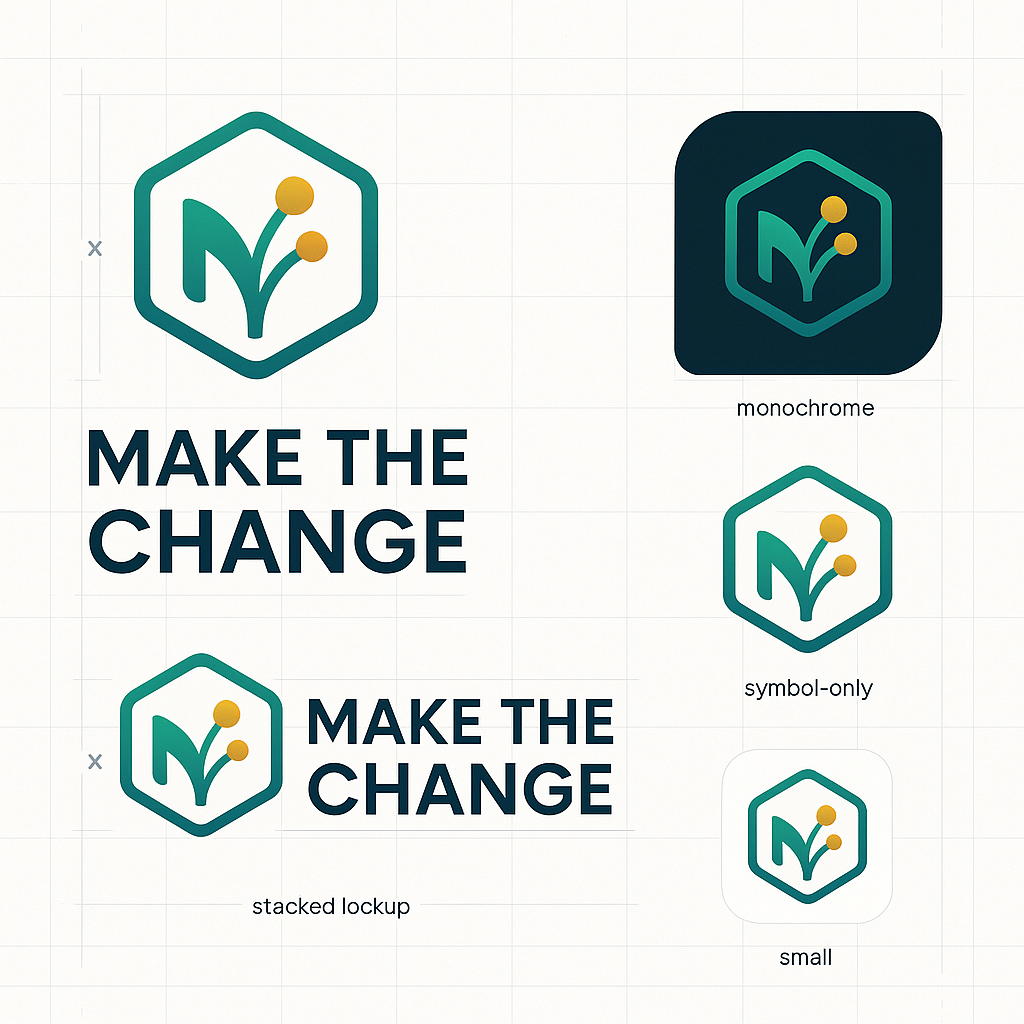 x
MAKE THE
CHANGE
monochrome
symbol-only
x
MAKE THE
CHANGE
stacked lockup
small